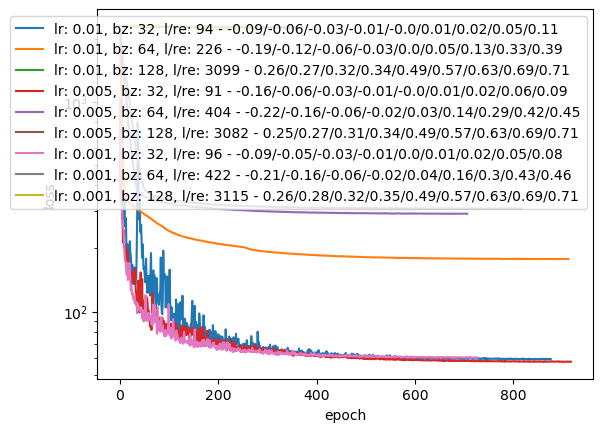 lr: 0.01, bz: 32, l/re: 94 - -0.09/-0.06/-0.03/-0.01/-0.0/0.01/0.02/0.05/0.11
lr: 0.01, bz: 64, l/re: 226 - -0.19/-0.12/-0.06/-0.03/0.0/0.05/0.13/0.33/0.39
lr: 0.01, bz: 128, l/re: 3099 - 0.26/0.27/0.32/0.34/0.49/0.57/0.63/0.69/0.71
lr: 0.005, bz: 32, l/re: 91 - -0.16/-0.06/-0.03/-0.01/-0.0/0.01/0.02/0.06/0.09
lr: 0.005, bz: 64, l/re: 404 - -0.22/-0.16/-0.06/-0.02/0.03/0.14/0.29/0.42/0.45
lr: 0.005, bz: 128, l/re: 3082 - 0.25/0.27/0.31/0.34/0.49/0.57/0.63/0.69/0.71
lr: 0.001, bz: 32, l/re: 96 - -0.09/-0.05/-0.03/-0.01/0.0/0.01/0.02/0.05/0.08
lr: 0.001, bz: 64, l/re: 422 - -0.21/-0.16/-0.06/-0.02/0.04/0.16/0.3/0.43/0.46
lr: 0.001, bz: 128, l/re: 3115 - 0.26/0.28/0.32/0.35/0.49/0.57/0.63/0.69/0.71
10³
loss
10²
0 200 400 600 800
epoch